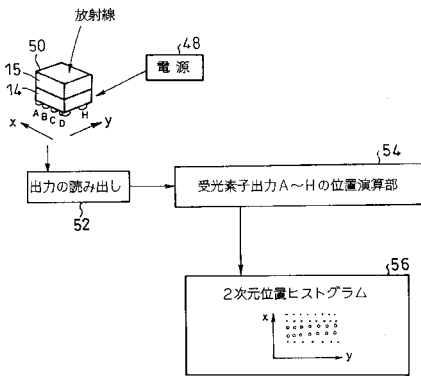 放射線
50
48
電源
15
14
A B C D H
x y
出力の読み出し
52
54
受光素子出力A〜Hの位置演算部
56
2次元位置ヒストグラム
x
y